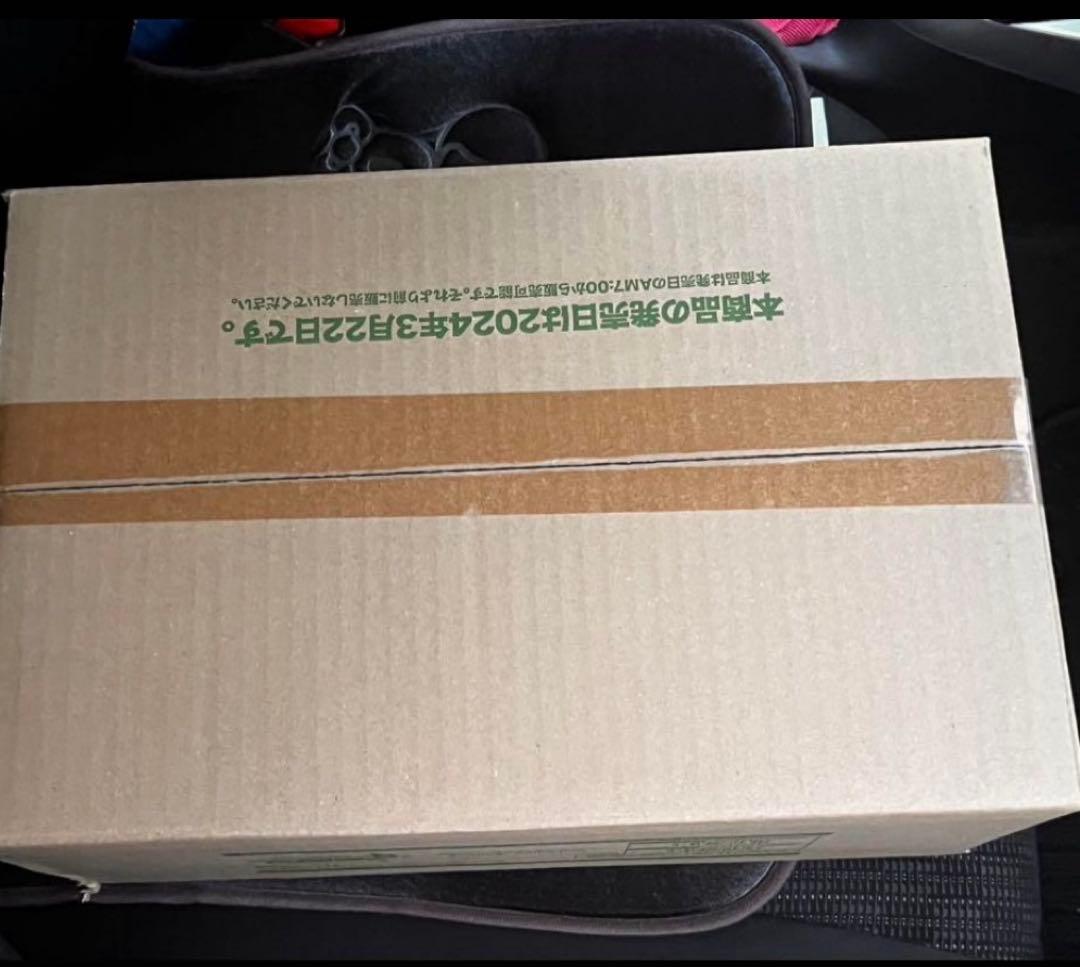 本商品の発売日は2024年3月22日です。
本商品は発売日のAM7:00から販売可能です。それより前に販売しないでください。